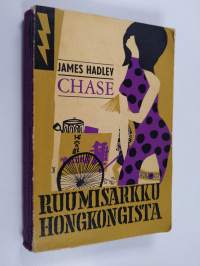 JAMES HADLEY
CHASE
RUUMISARKKU
HONGKONGISTA